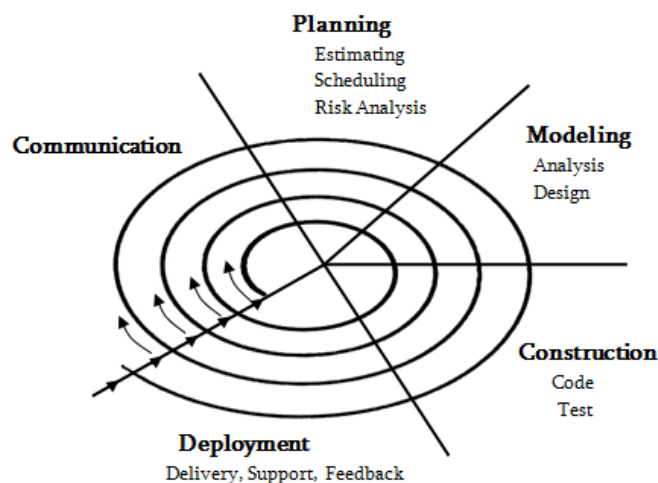 Planning
Estimating
Scheduling
Risk Analysis
Communication
Modeling
Analysis
Design
Construction
Code
Test
Deployment
Delivery, Support, Feedback